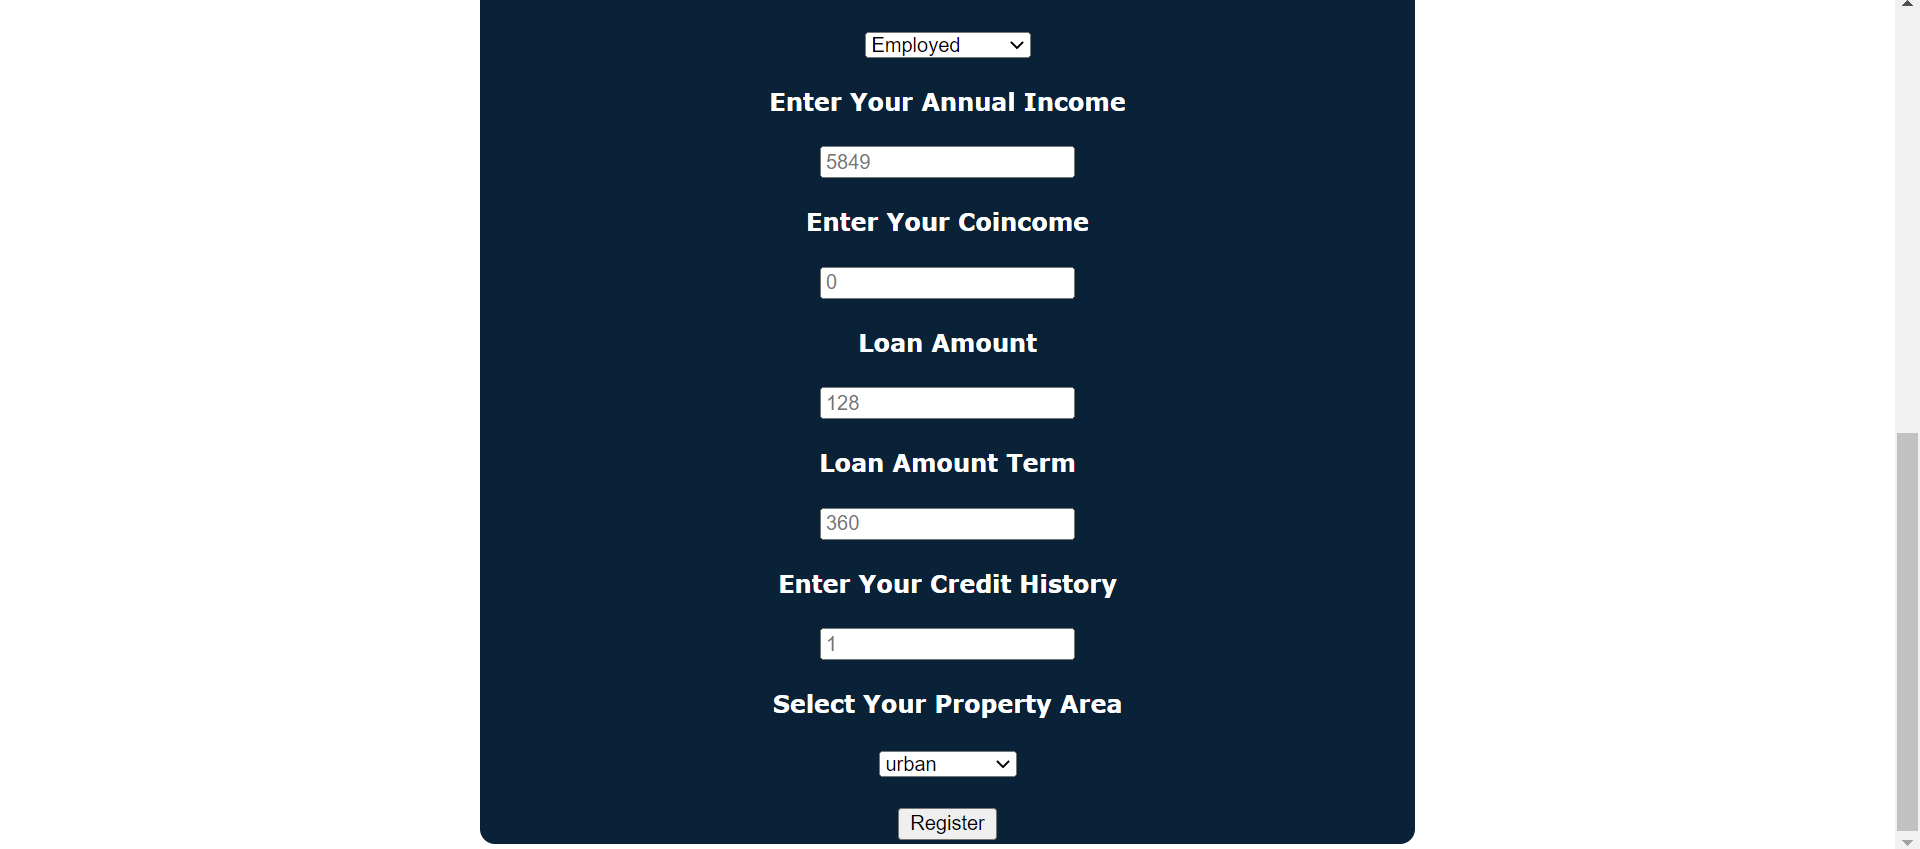 Employed
Enter Your Annual Income
5849
Enter Your Coincome
0
Loan Amount
128
Loan Amount Term
360
Enter Your Credit History
1
Select Your Property Area
urban
Register